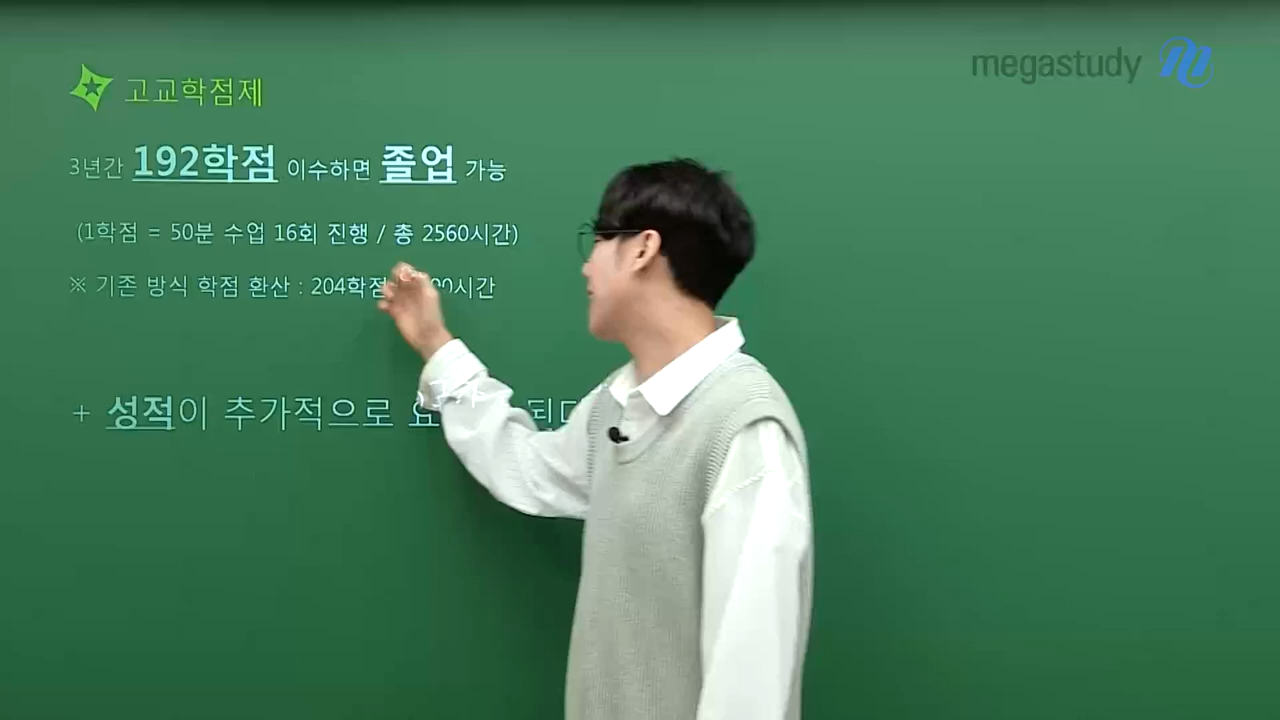 megastudy
고교학점제
3년간 192학점 이수하면 졸업 가능
(1학점 = 50분 수업 16회 진행 / 총 2560시간)
※ 기존 방식 학점 환산 : 204학점
+ 성적이 추가적으로